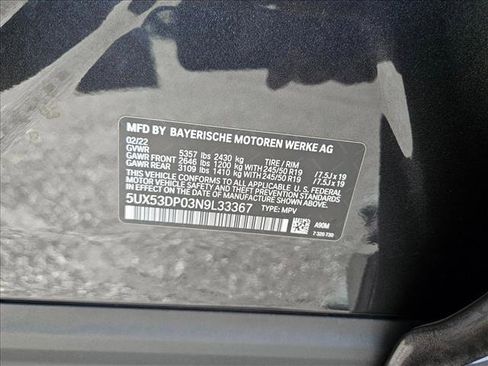 MFD BY BAYERISCHE MOTOREN WERKE AG
02/22
GVWR 5357 lbs 2430 kg TIRE / RIM
GAWR FRONT 2646 lbs 1200 kg WITH 245/50 R19 /7.5J x 19
GAWR REAR 3109 lbs 1410 kg WITH 245/50 R19 /7.5J x 19
THIS VEHICLE CONFORMS TO ALL APPLICABLE U.S. FEDERAL
MOTOR VEHICLE SAFETY STANDARDS IN EFFECT
ON THE DATE OF MANUFACTURE SHOWN ABOVE.
5UX53DP03N9L33367 TYPE: MPV
A90M
7 320 730